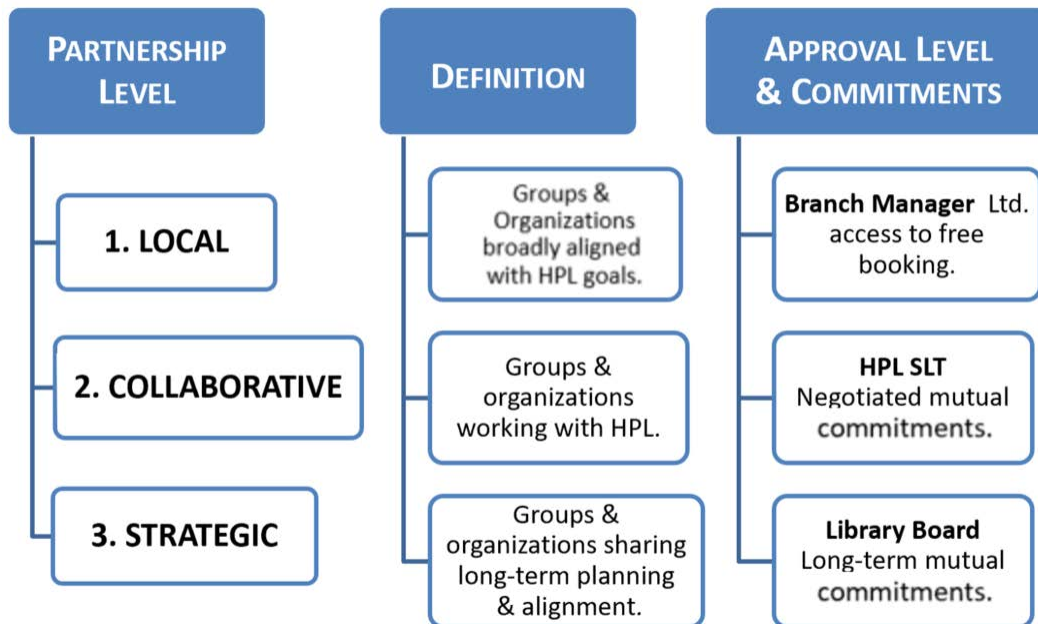 PARTNERSHIP
LEVEL
1. LOCAL
2. COLLABORATIVE
3. STRATEGIC
DEFINITION
Groups &
Organizations
broadly aligned
with HPL goals.
Groups &
organizations
working with HPL.
Groups &
organizations sharing
long-term planning
& alignment.
APPROVAL LEVEL
& COMMITMENTS
Branch Manager Ltd.
access to free
booking.
HPL SLT
Negotiated mutual
commitments.
Library Board
Long-term mutual
commitments.